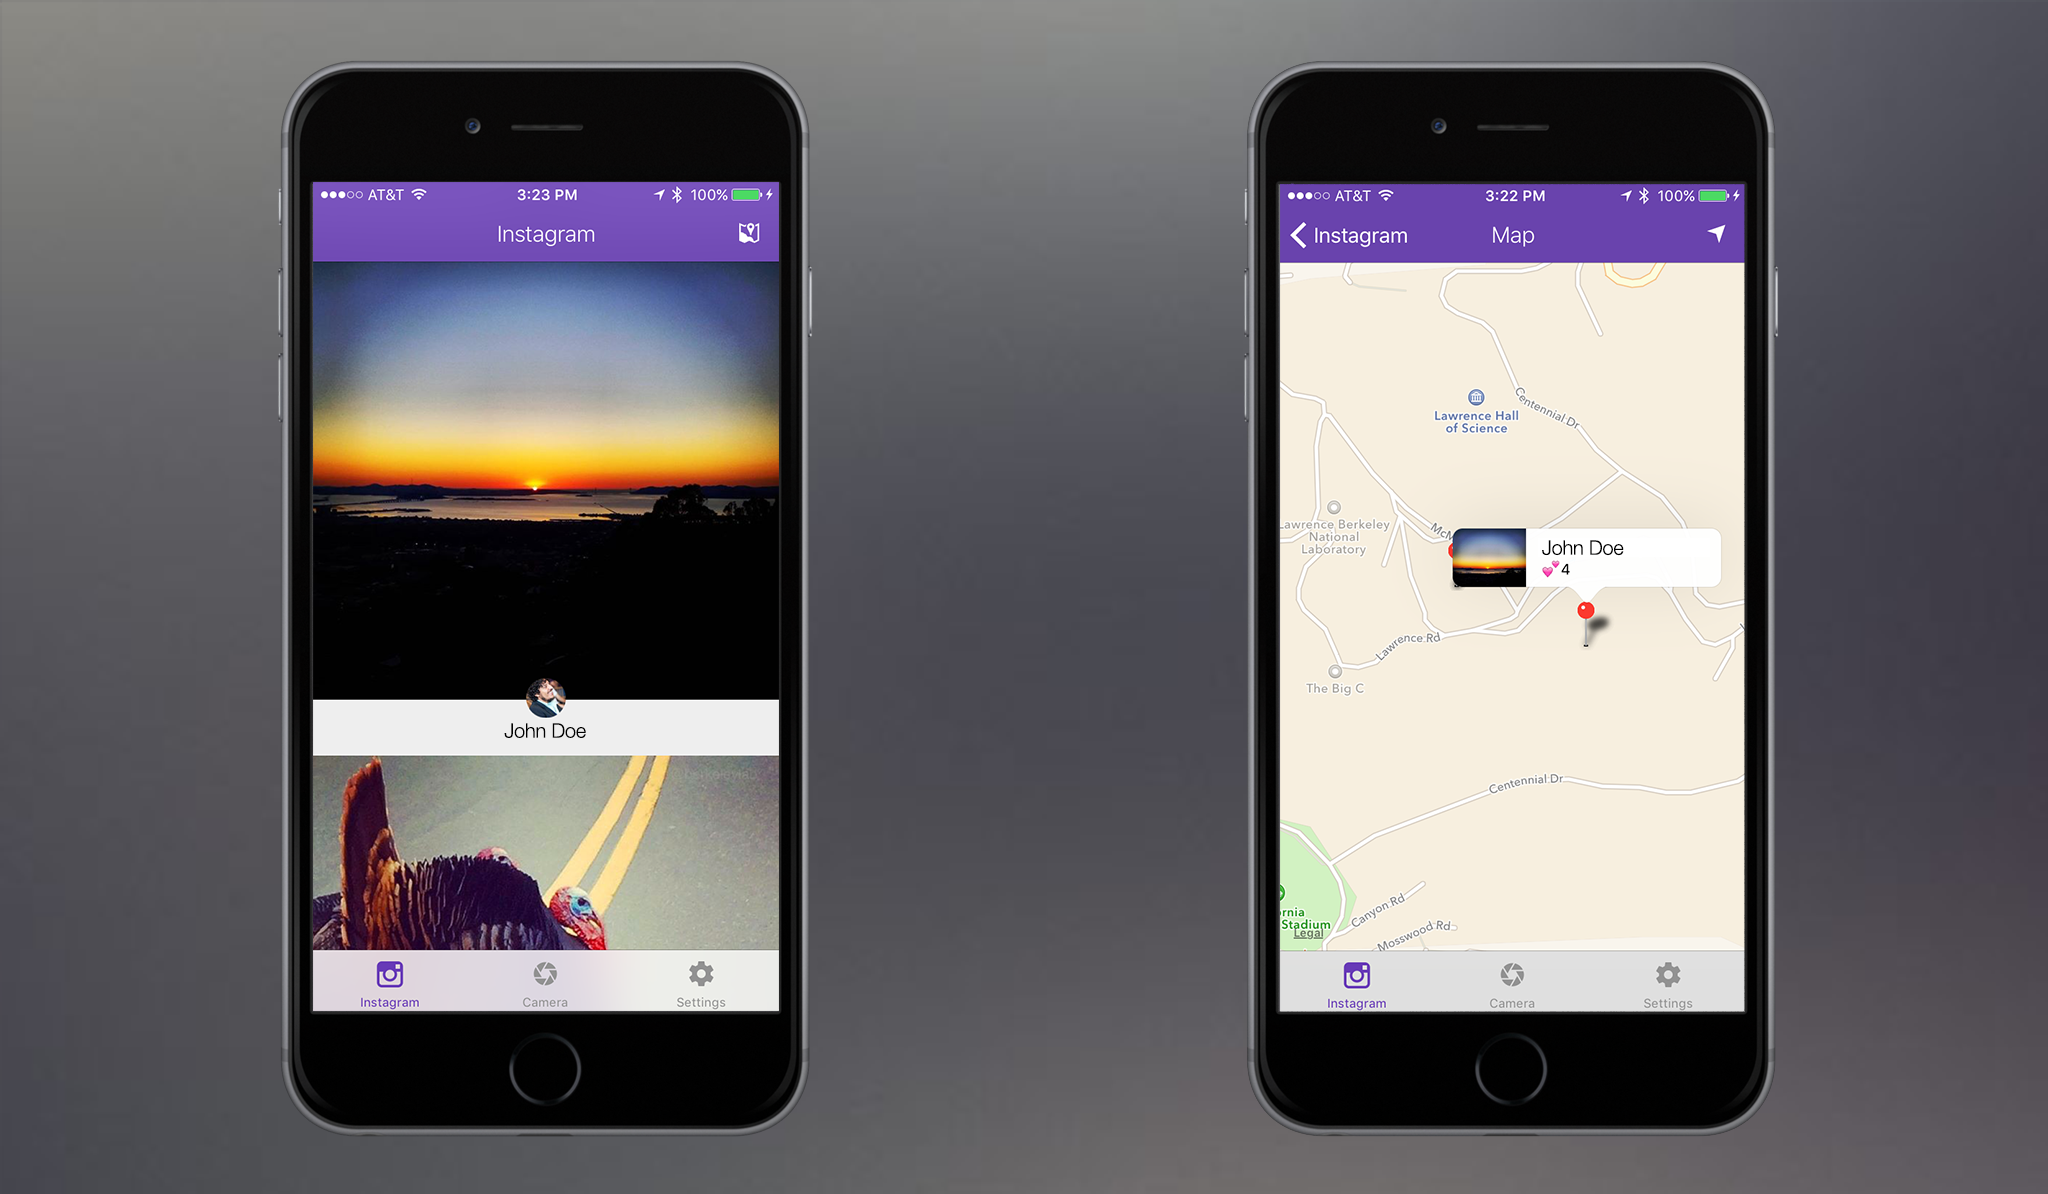 AT&T 3:23 PM 100%
Instagram
John Doe
Instagram Camera Settings
AT&T 3:22 PM 100%
Instagram Map
Centennial Dr
Lawrence Hall
of Science
Lawrence Berkeley
National
Laboratory
McM
John Doe
4
Lawrence Rd
The Big C
Centennial Dr
rnia
Stadium
Legal
Canyon Rd
Mosswood Rd
Instagram Camera Settings